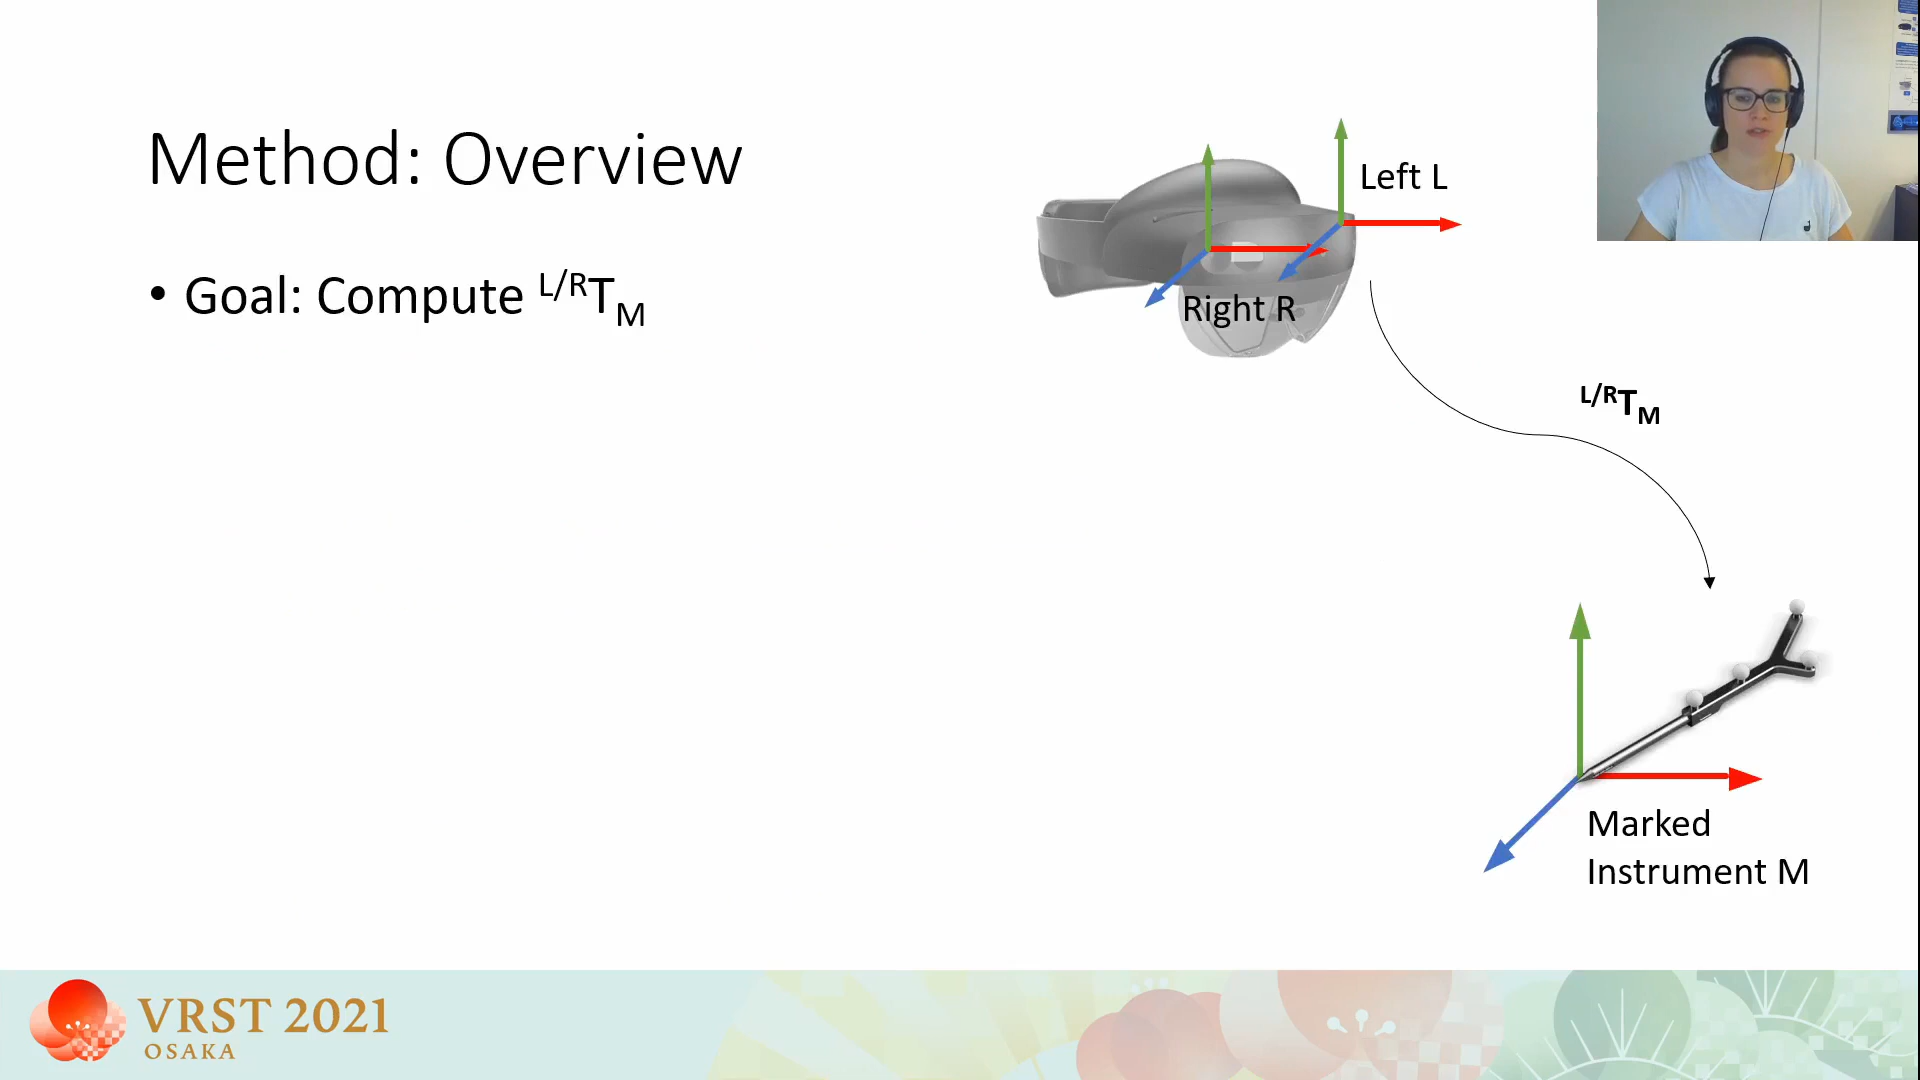 Method: Overview
• Goal: Compute L/RTM
Left L
Right R
L/RTM
Marked
Instrument M
VRST 2021
OSAKA